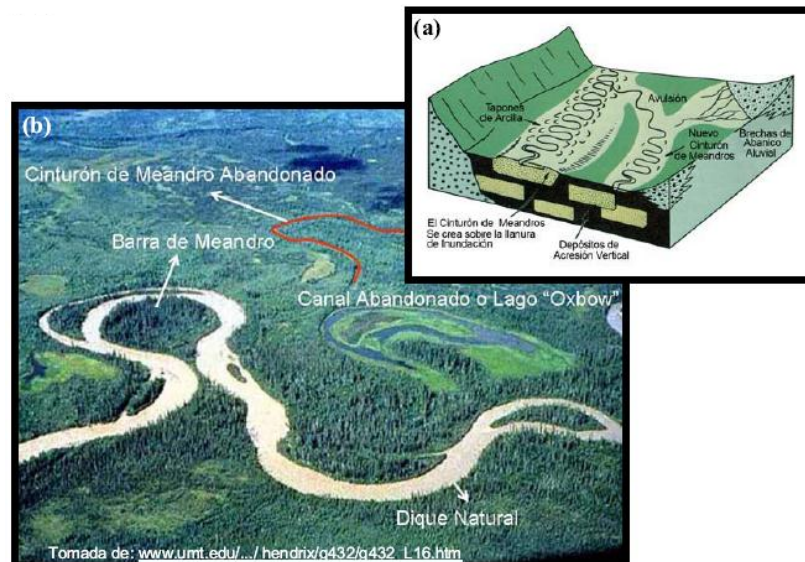 (a)
Tapones
de Arcilla
Avulsión
Nuevo
Cinturón
de Meandros
Brechas de
Abanico
Aluvial
El Cinturón de Meandros
Se crea sobre la llanura
de Inundación
Depósitos de
Acresión Vertical
(b)
Cinturón de Meandro Abandonado
Barra de Meandro
Canal Abandonado o Lago “Oxbow”
Dique Natural
Tomada de: www.umt.edu/.../ hendrix/g432/g432_L16.htm